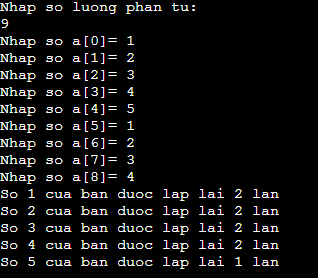 Nhap so luong phan tu:
9
Nhap so a[0]= 1
Nhap so a[1]= 2
Nhap so a[2]= 3
Nhap so a[3]= 4
Nhap so a[4]= 5
Nhap so a[5]= 1
Nhap so a[6]= 2
Nhap so a[7]= 3
Nhap so a[8]= 4
So 1 cua ban duoc lap lai 2 lan
So 2 cua ban duoc lap lai 2 lan
So 3 cua ban duoc lap lai 2 lan
So 4 cua ban duoc lap lai 2 lan
So 5 cua ban duoc lap lai 1 lan